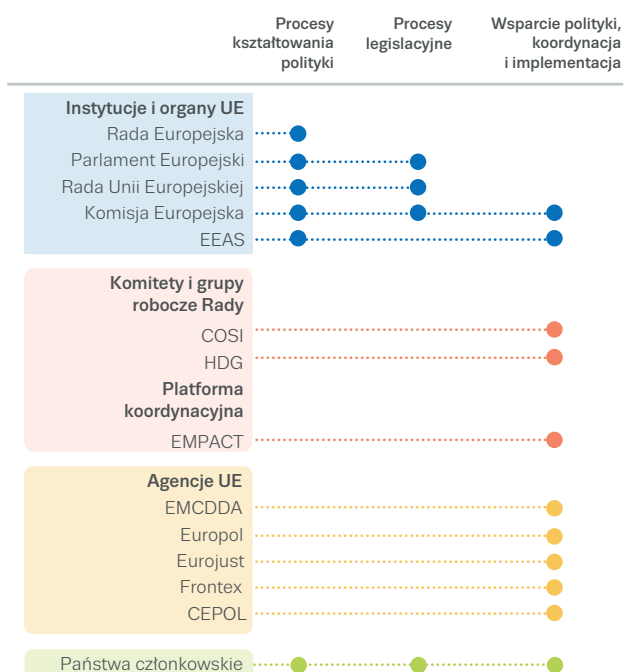 Procesy
kształtowania
polityki
Procesy
legislacyjne
Wsparcie polityki,
koordynacja
i implementacja
Instytucje i organy UE
Rada Europejska
Parlament Europejski
Rada Unii Europejskiej
Komisja Europejska
EEAS
Komitety i grupy
robocze Rady
COSI
HDG
Platforma
koordynacyjna
EMPACT
Agencje UE
EMCDDA
Europol
Eurojust
Frontex
CEPOL
Państwa członkowskie